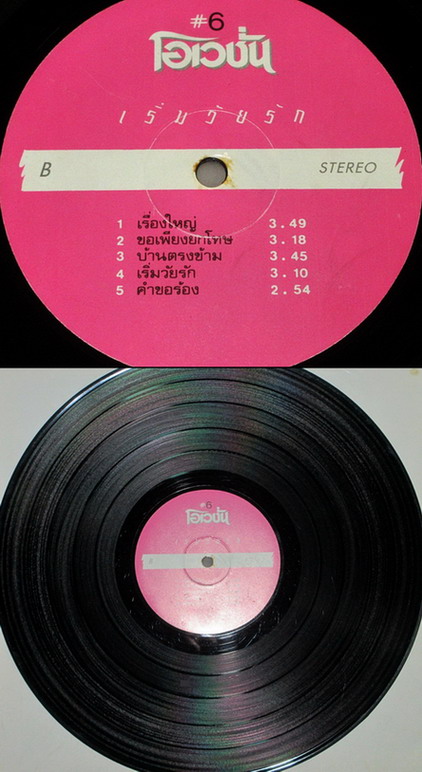 #6
โอเวชั่น
เริ่มวัยรัก
B STEREO
1 เรื่องใหญ่ 3.49
2 ขอเพียงยกโทษ 3.18
3 บ้านตรงข้าม 3.45
4 เริ่มวัยรัก 3.10
5 คำขอร้อง 2.54
#6
โอเวชั่น